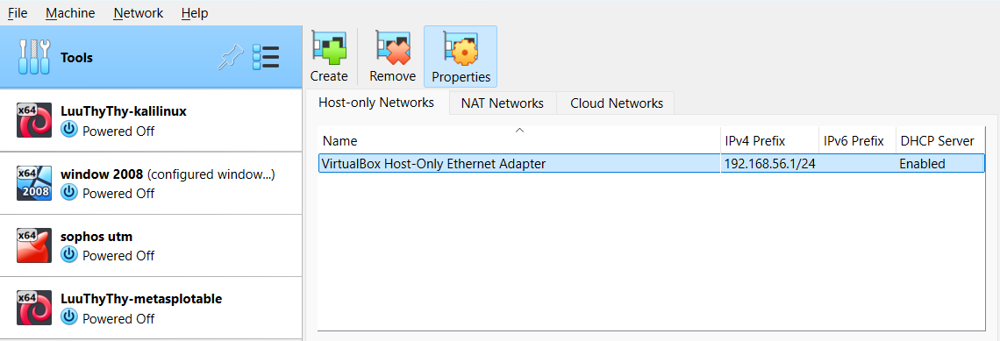 File Machine Network Help
Tools
Create Remove Properties
Host-only Networks NAT Networks Cloud Networks
Name IPv4 Prefix IPv6 Prefix DHCP Server
VirtualBox Host-Only Ethernet Adapter 192.168.56.1/24 Enabled
x64 LuuThyThy-kalilinux
Powered Off
x64 2008 window 2008 (configured window...)
Powered Off
x64 sophos utm
Powered Off
x64 LuuThyThy-metasplotable
Powered Off